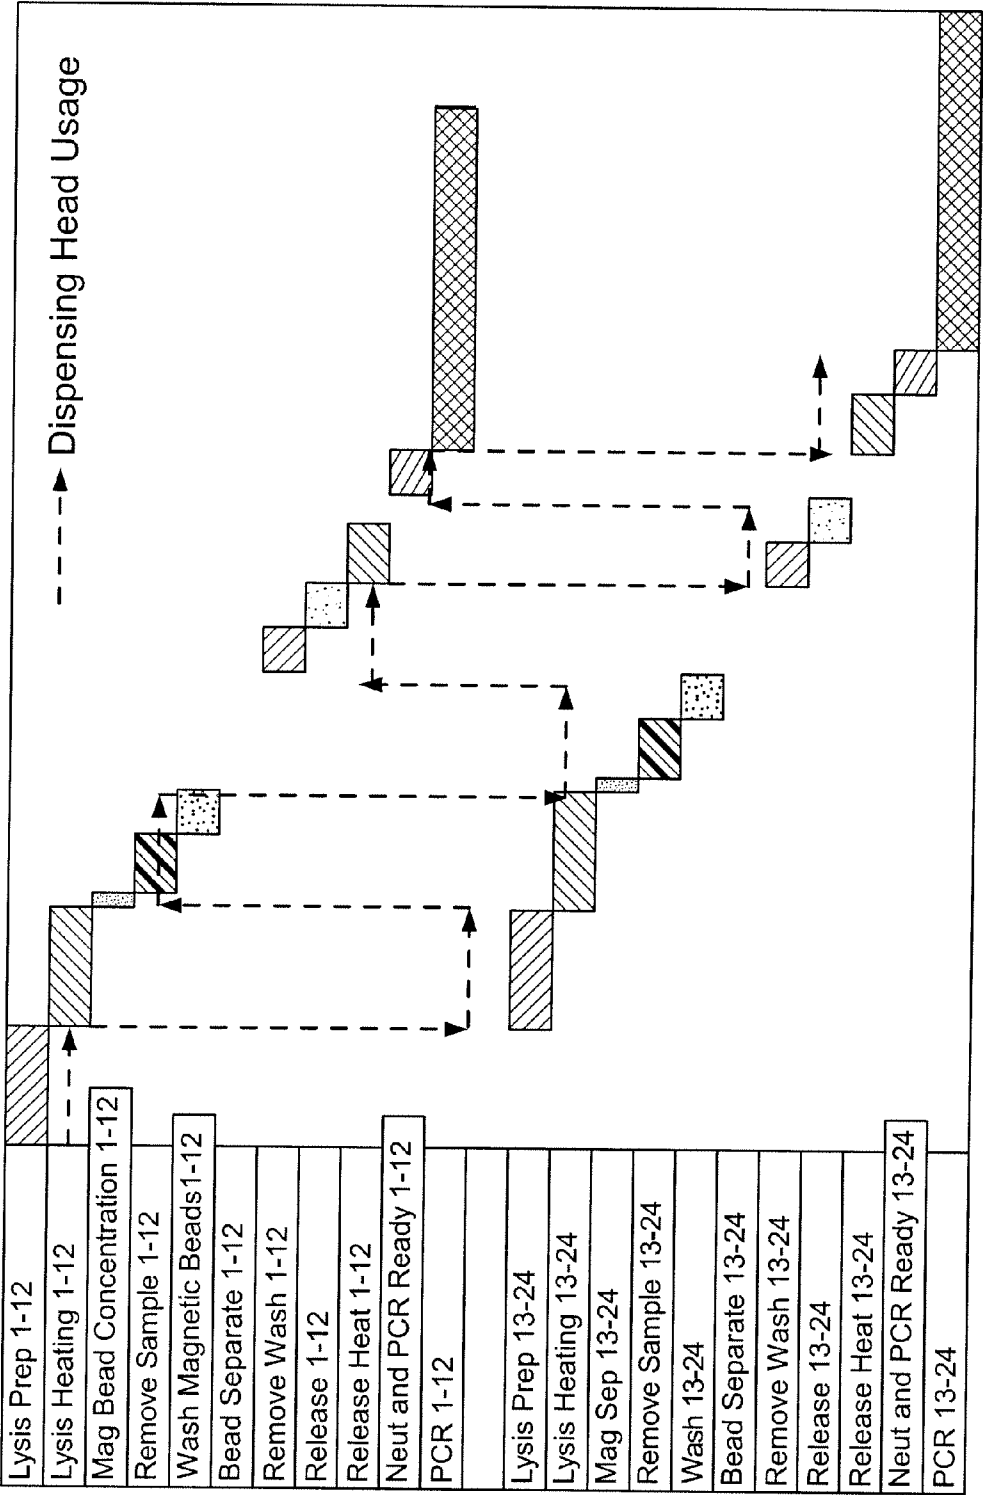 Dispensing Head Usage
Lysis Prep 1-12
Lysis Heating 1-12
Mag Bead Concentration 1-12
Remove Sample 1-12
Wash Magnetic Beads1-12
Bead Separate 1-12
Remove Wash 1-12
Release 1-12
Release Heat 1-12
Neut and PCR Ready 1-12
PCR 1-12
Lysis Prep 13-24
Lysis Heating 13-24
Mag Sep 13-24
Remove Sample 13-24
Wash 13-24
Bead Separate 13-24
Remove Wash 13-24
Release 13-24
Release Heat 13-24
Neut and PCR Ready 13-24
PCR 13-24